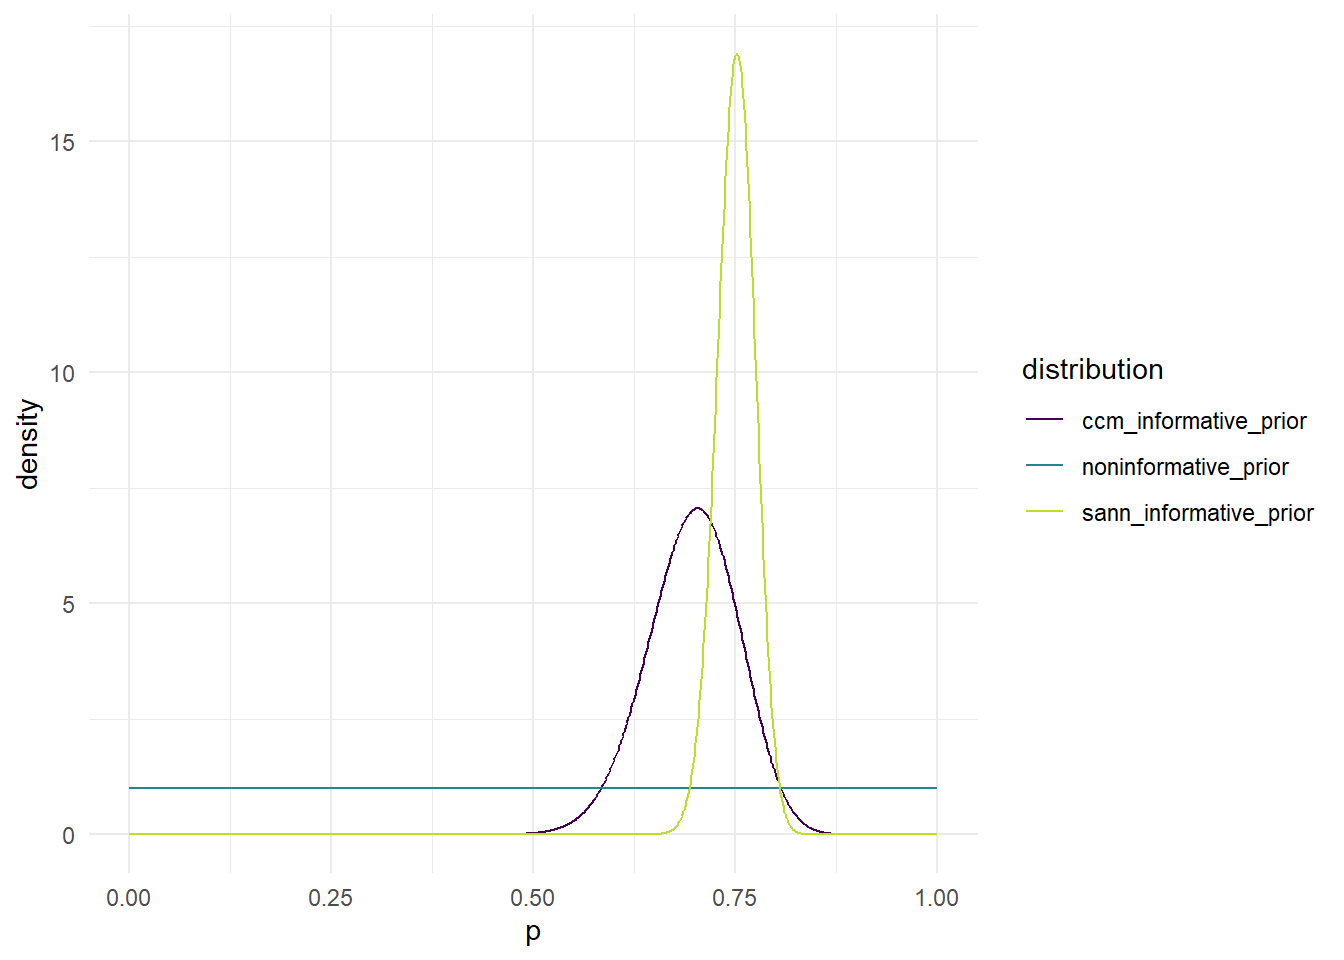 15
10
5
0
density
0.00 0.25 0.50 0.75 1.00
p
distribution
ccm_informative_prior
noninformative_prior
sann_informative_prior